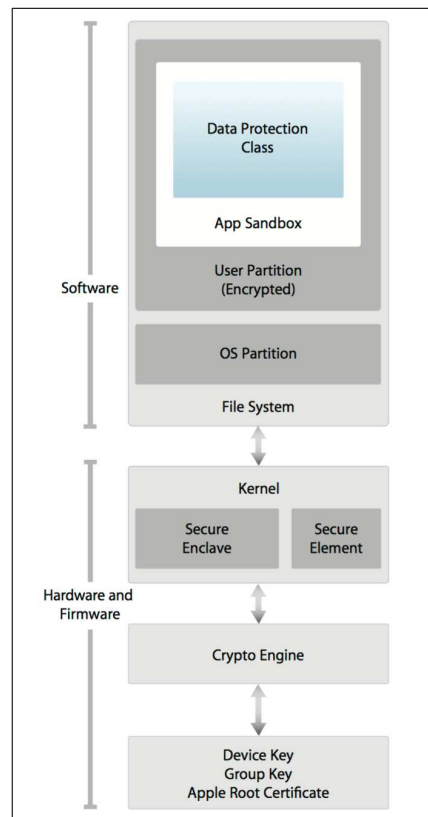 Data Protection
Class
App Sandbox
User Partition
(Encrypted)
Software
OS Partition
File System
Kernel
Secure
Enclave
Secure
Element
Hardware and
Firmware
Crypto Engine
Device Key
Group Key
Apple Root Certificate